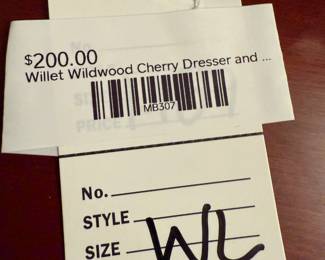 $200.00
Willet Wildwood Cherry Dresser and ...
MB307
No.
STYLE
SIZE WL